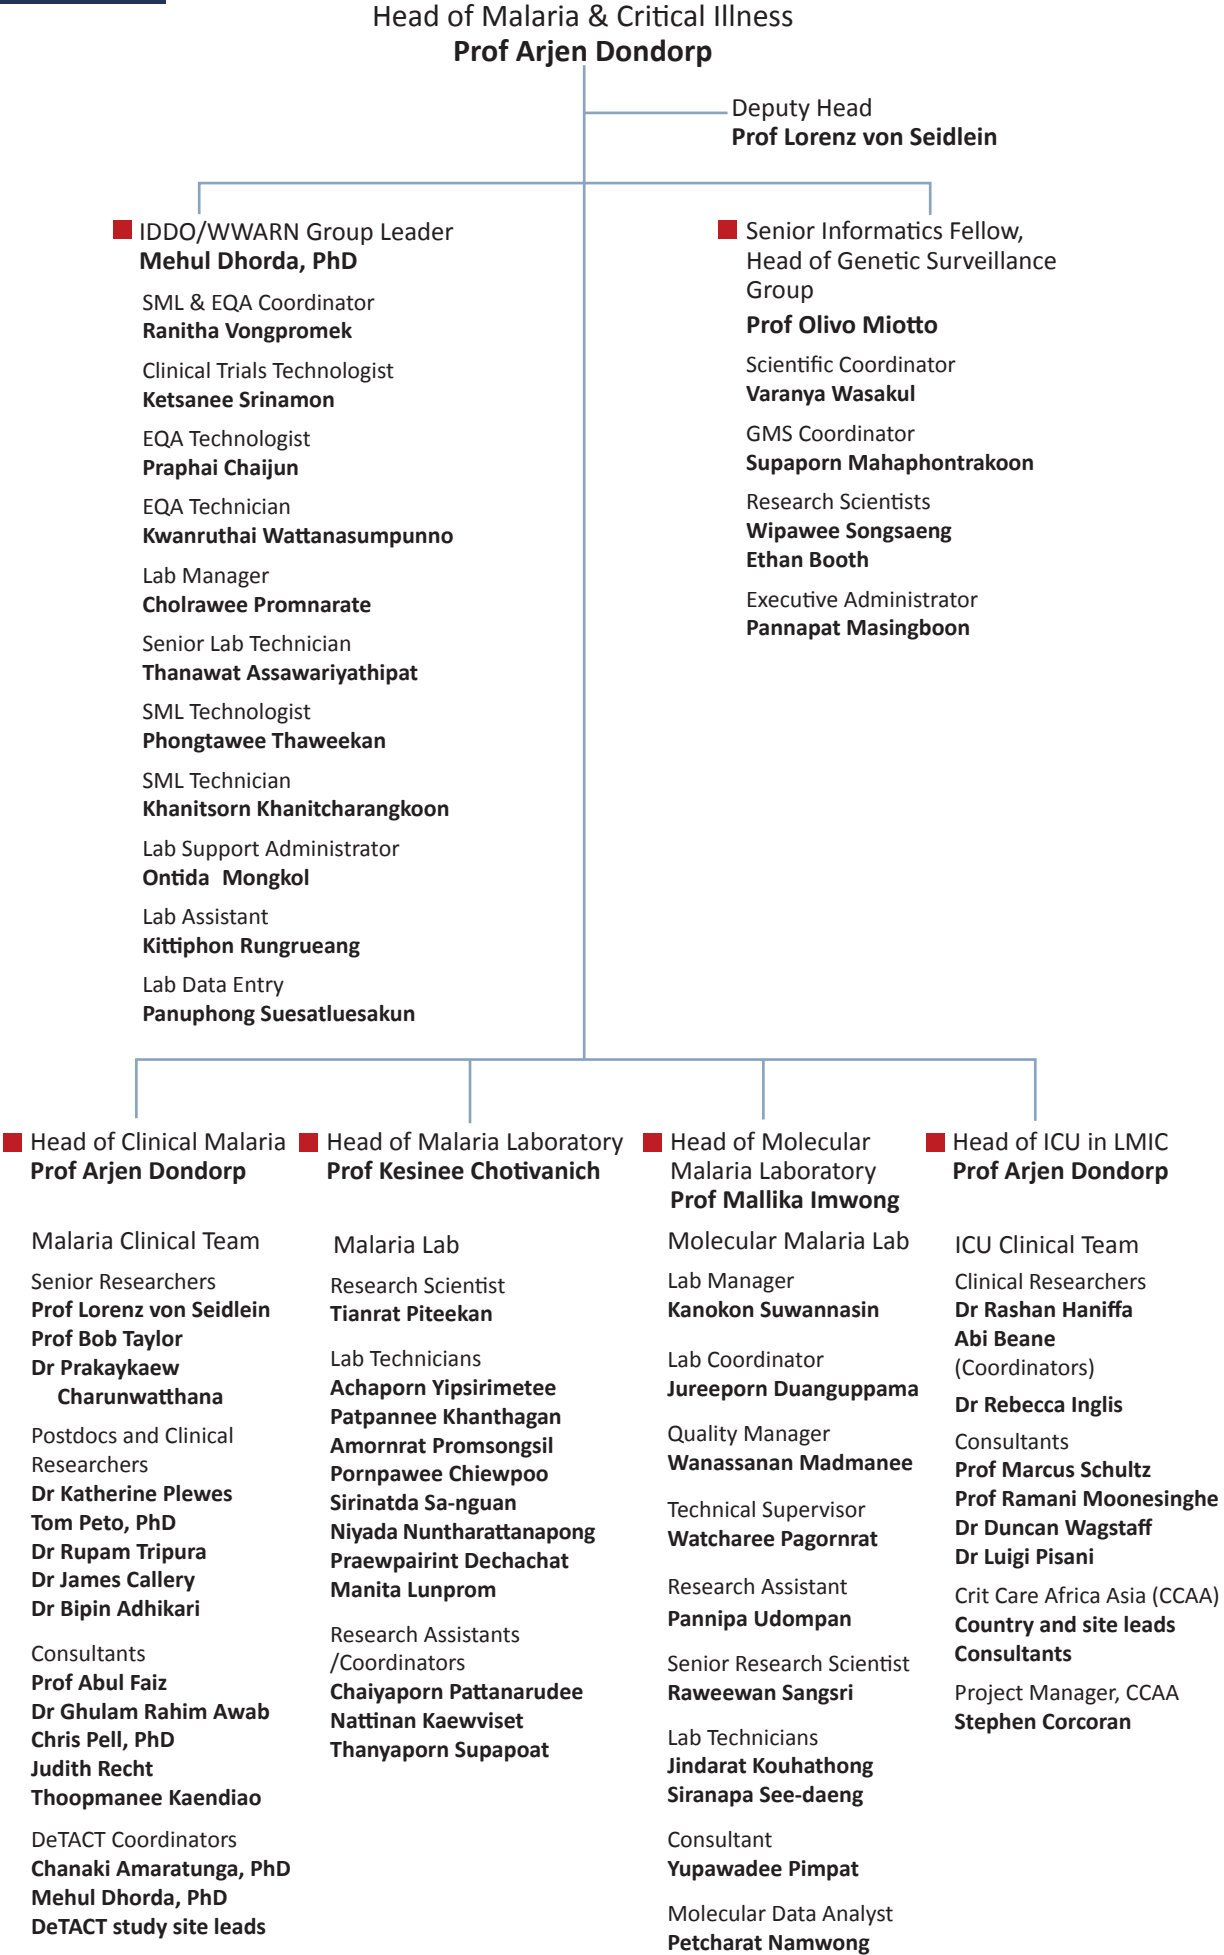 Head of Malaria & Critical Illness
Prof Arjen Dondorp
Deputy Head
Prof Lorenz von Seidlein
IDDO/WWARN Group Leader
Mehul Dhorda, PhD
SML & EQA Coordinator
Ranitha Vongpromek
Clinical Trials Technologist
Ketsanee Srinamon
EQA Technologist
Praphai Chaijun
EQA Technician
Kwanruthai Wattanasumpunno
Lab Manager
Cholrawee Promnarate
Senior Lab Technician
Thanawat Assawariyathipat
SML Technologist
Phongtawee Thaweekan
SML Technician
Khanitsorn Khanitcharangkoon
Lab Support Administrator
Ontida Mongkol
Lab Assistant
Kittiphon Rungrueang
Lab Data Entry
Panuphong Suesatluesakun
Senior Informatics Fellow,
Head of Genetic Surveillance
Group
Prof Olivo Miotto
Scientific Coordinator
Varanya Wasakul
GMS Coordinator
Supaporn Mahaphontrakoon
Research Scientists
Wipawee Songsaeng
Ethan Booth
Executive Administrator
Pannapat Masingboon
Head of Clinical Malaria
Prof Arjen Dondorp
Malaria Clinical Team
Senior Researchers
Prof Lorenz von Seidlein
Prof Bob Taylor
Dr Prakaykaew
Charunwatthana
Postdocs and Clinical
Researchers
Dr Katherine Plewes
Tom Peto, PhD
Dr Rupam Tripura
Dr James Callery
Dr Bipin Adhikari
Consultants
Prof Abul Faiz
Dr Ghulam Rahim Awab
Chris Pell, PhD
Judith Recht
Thoopmanee Kaendiao
DeTACT Coordinators
Chanaki Amaratunga, PhD
Mehul Dhorda, PhD
DeTACT study site leads
Head of Malaria Laboratory
Prof Kesinee Chotivanich
Malaria Lab
Research Scientist
Tianrat Piteekan
Lab Technicians
Achaporn Yipsirimetee
Patpannee Khanthagan
Amornrat Promsongsil
Pornpawee Chiewpoo
Sirinatda Sa-nguan
Niyada Nuntharattanapong
Praewpairint Dechachat
Manita Lunprom
Research Assistants
/Coordinators
Chaiyaporn Pattanarudee
Nattinan Kaewviset
Thanyaporn Supapoat
Head of Molecular
Malaria Laboratory
Prof Mallika Imwong
Molecular Malaria Lab
Lab Manager
Kanokon Suwannasin
Lab Coordinator
Jureeporn Duanguppama
Quality Manager
Wanassanan Madmanee
Technical Supervisor
Watcharee Pagornrat
Research Assistant
Pannipa Udompan
Senior Research Scientist
Raweewan Sangsri
Lab Technicians
Jindarat Kouhathong
Siranapa See-daeng
Consultant
Yupawadee Pimpat
Molecular Data Analyst
Petcharat Namwong
Head of ICU in LMIC
Prof Arjen Dondorp
ICU Clinical Team
Clinical Researchers
Dr Rashan Haniffa
Abi Beane
(Coordinators)
Dr Rebecca Inglis
Consultants
Prof Marcus Schultz
Prof Ramani Moonesinghe
Dr Duncan Wagstaff
Dr Luigi Pisani
Crit Care Africa Asia (CCAA)
Country and site leads
Consultants
Project Manager, CCAA
Stephen Corcoran